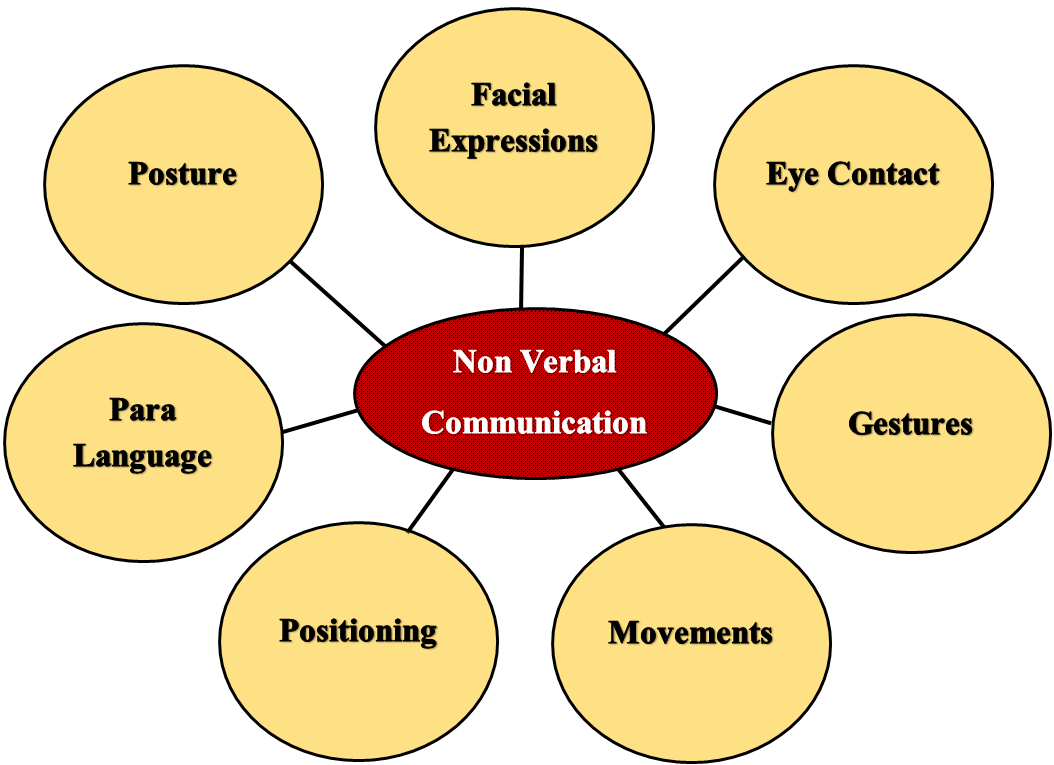 Facial
Expressions
Posture
Eye Contact
Non Verbal
Communication
Para
Language
Gestures
Positioning
Movements